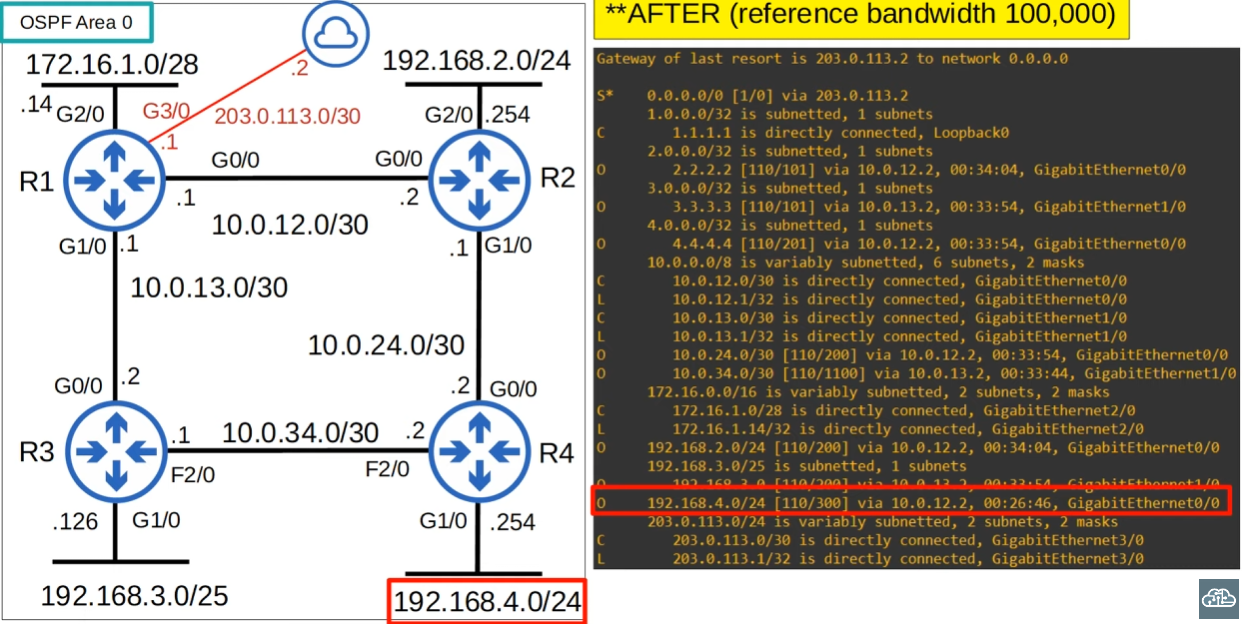 OSPF Area 0
172.16.1.0/28
192.168.2.0/24
.2
.14
G2/0
G3/0
203.0.113.0/30
G2/0
.254
.1
G0/0
G0/0
R1
R2
.1
.2
10.0.12.0/30
G1/0
.1
.1
G1/0
10.0.13.0/30
10.0.24.0/30
G0/0
.2
.2
G0/0
R3
.1
10.0.34.0/30
.2
R4
F2/0
F2/0
.126
G1/0
G1/0
.254
192.168.3.0/25
192.168.4.0/24
**AFTER (reference bandwidth 100,000)
Gateway of last resort is 203.0.113.2 to network 0.0.0.0
S* 0.0.0.0/0 [1/0] via 203.0.113.2
1.0.0.0/32 is subnetted, 1 subnets
C 1.1.1.1 is directly connected, Loopback0
2.0.0.0/32 is subnetted, 1 subnets
O 2.2.2.2 [110/101] via 10.0.12.2, 00:34:04, GigabitEthernet0/0
3.0.0.0/32 is subnetted, 1 subnets
O 3.3.3.3 [110/101] via 10.0.13.2, 00:33:54, GigabitEthernet1/0
4.0.0.0/32 is subnetted, 1 subnets
O 4.4.4.4 [110/201] via 10.0.12.2, 00:33:54, GigabitEthernet0/0
10.0.0.0/8 is variably subnetted, 6 subnets, 2 masks
C 10.0.12.0/30 is directly connected, GigabitEthernet0/0
L 10.0.12.1/32 is directly connected, GigabitEthernet0/0
C 10.0.13.0/30 is directly connected, GigabitEthernet1/0
L 10.0.13.1/32 is directly connected, GigabitEthernet1/0
O 10.0.24.0/30 [110/200] via 10.0.12.2, 00:33:54, GigabitEthernet0/0
O 10.0.34.0/30 [110/1100] via 10.0.13.2, 00:33:44, GigabitEthernet1/0
172.16.0.0/16 is variably subnetted, 2 subnets, 2 masks
C 172.16.1.0/28 is directly connected, GigabitEthernet2/0
L 172.16.1.14/32 is directly connected, GigabitEthernet2/0
O 192.168.2.0/24 [110/200] via 10.0.12.2, 00:34:04, GigabitEthernet0/0
192.168.3.0/25 is subnetted, 1 subnets
O 192.168.3.0 [110/200] via 10.0.13.2, 00:33:54, GigabitEthernet1/0
O 192.168.4.0/24 [110/300] via 10.0.12.2, 00:26:46, GigabitEthernet0/0
203.0.113.0/24 is variably subnetted, 2 subnets, 2 masks
C 203.0.113.0/30 is directly connected, GigabitEthernet3/0
L 203.0.113.1/32 is directly connected, GigabitEthernet3/0